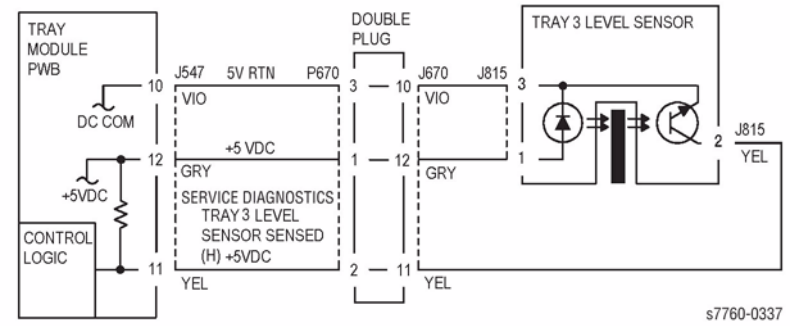 TRAY
MODULE
PWB
DOUBLE
PLUG
TRAY 3 LEVEL SENSOR
10 J547 5V RTN P670 3 10 J670 J815 3
VIO VIO
DC COM
12 +5 VDC 1 12 1 2 J815
GRY GRY YEL
+5VDC
SERVICE DIAGNOSTICS
TRAY 3 LEVEL
SENSOR SENSED
(H) +5VDC
CONTROL
LOGIC
11 2 11
YEL YEL
s7760-0337